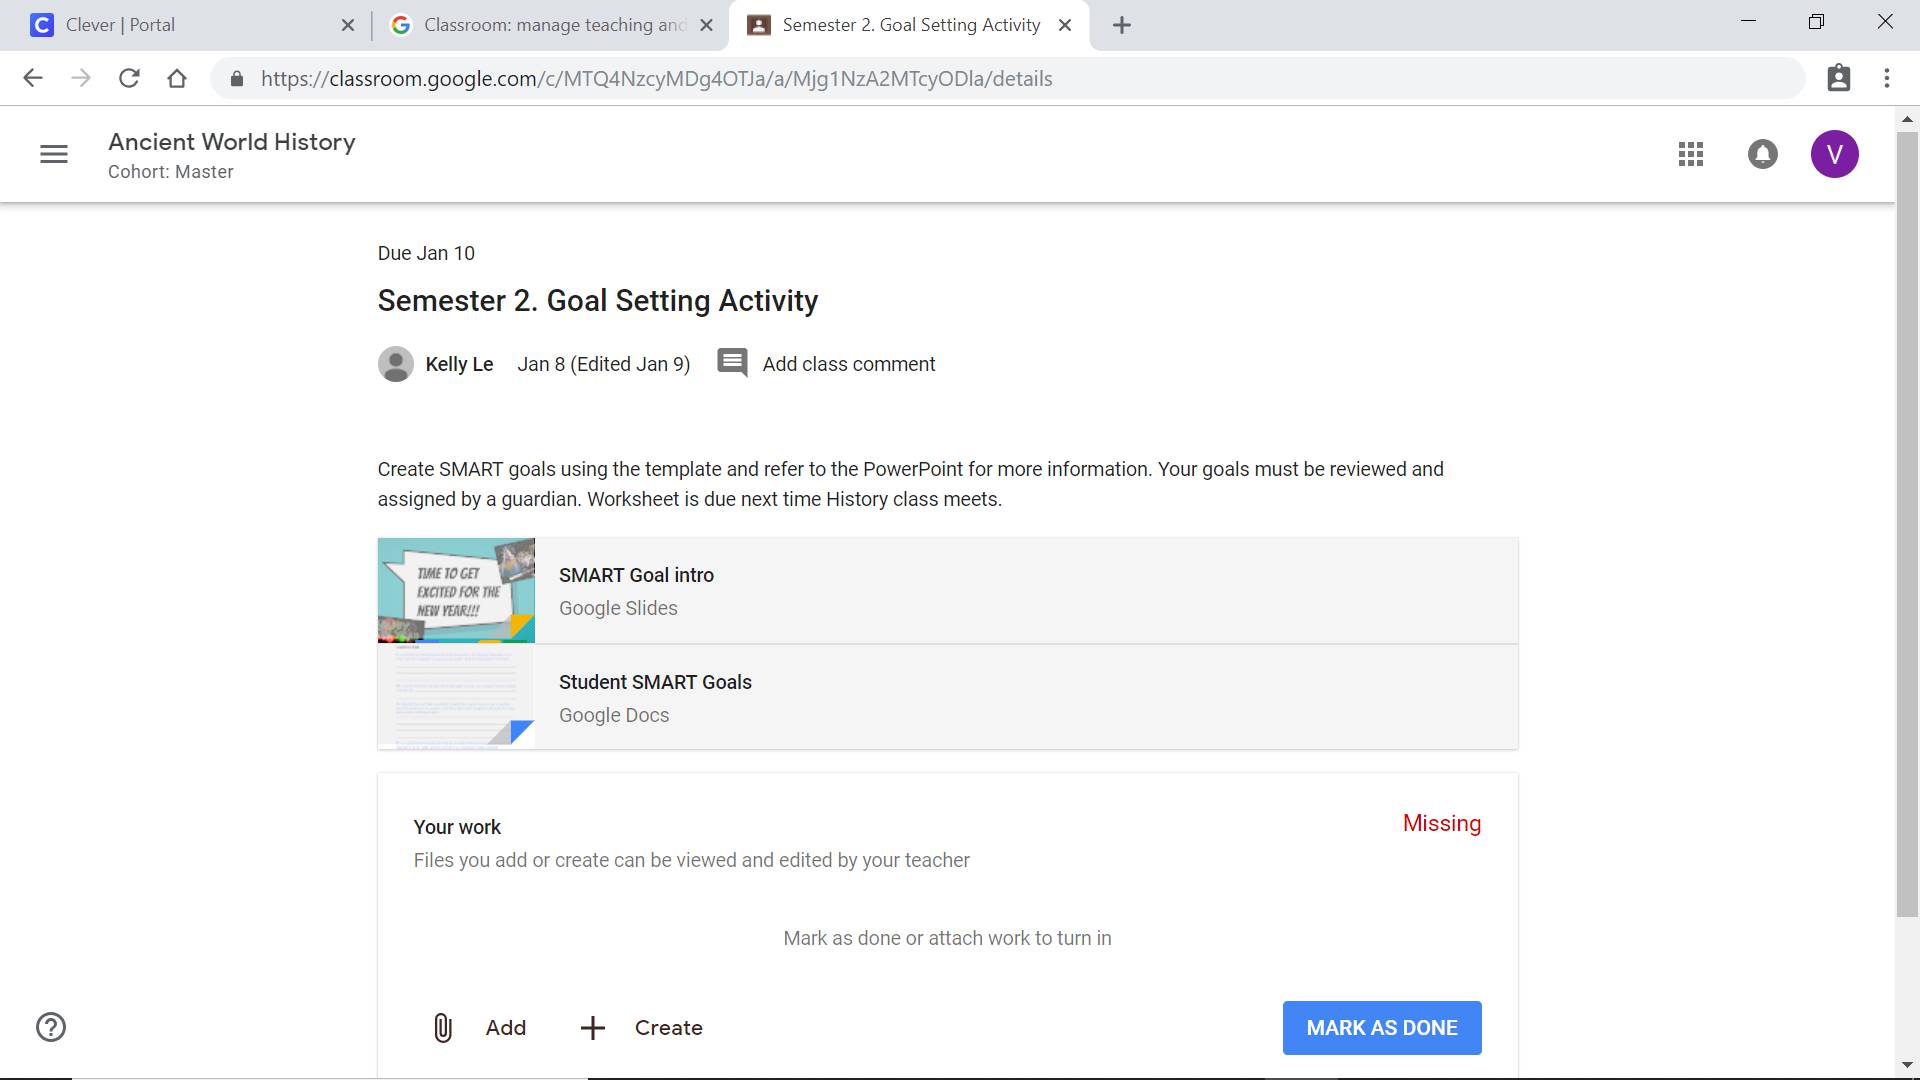 Clever | Portal
Classroom: manage teaching and
Semester 2. Goal Setting Activity
https://classroom.google.com/c/MTQ4NzcyMDg4OTJa/a/Mjg1NzA2MTcyODla/details
Ancient World History
Cohort: Master
V
Due Jan 10
Semester 2. Goal Setting Activity
Kelly Le Jan 8 (Edited Jan 9) Add class comment
Create SMART goals using the template and refer to the PowerPoint for more information. Your goals must be reviewed and
assigned by a guardian. Worksheet is due next time History class meets.
TIME TO GET
EXCITED FOR THE
NEW YEAR!!!
SMART Goal intro
Google Slides
Student SMART Goals
Google Docs
Your work
Missing
Files you add or create can be viewed and edited by your teacher
Mark as done or attach work to turn in
Add
Create
MARK AS DONE